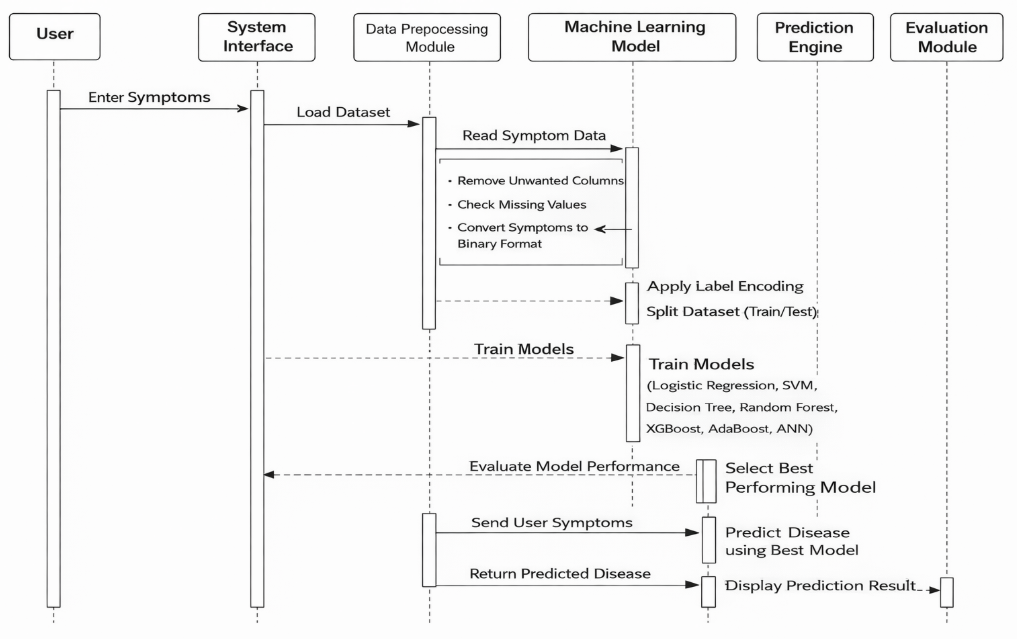 User
System
Interface
Data Prepocessing
Module
Machine Learning
Model
Prediction
Engine
Evaluation
Module
Enter Symptoms
Load Dataset
Read Symptom Data
· Remove Unwanted Columns
· Check Missing Values
· Convert Symptoms to
Binary Format
Apply Label Encoding
Split Dataset (Train/Test)
Train Models
Train Models
(Logistic Regression, SVM,
Decision Tree, Random Forest,
XGBoost, AdaBoost, ANN)
Evaluate Model Performance
Select Best
Performing Model
Send User Symptoms
Predict Disease
using Best Model
Return Predicted Disease
Display Prediction Result